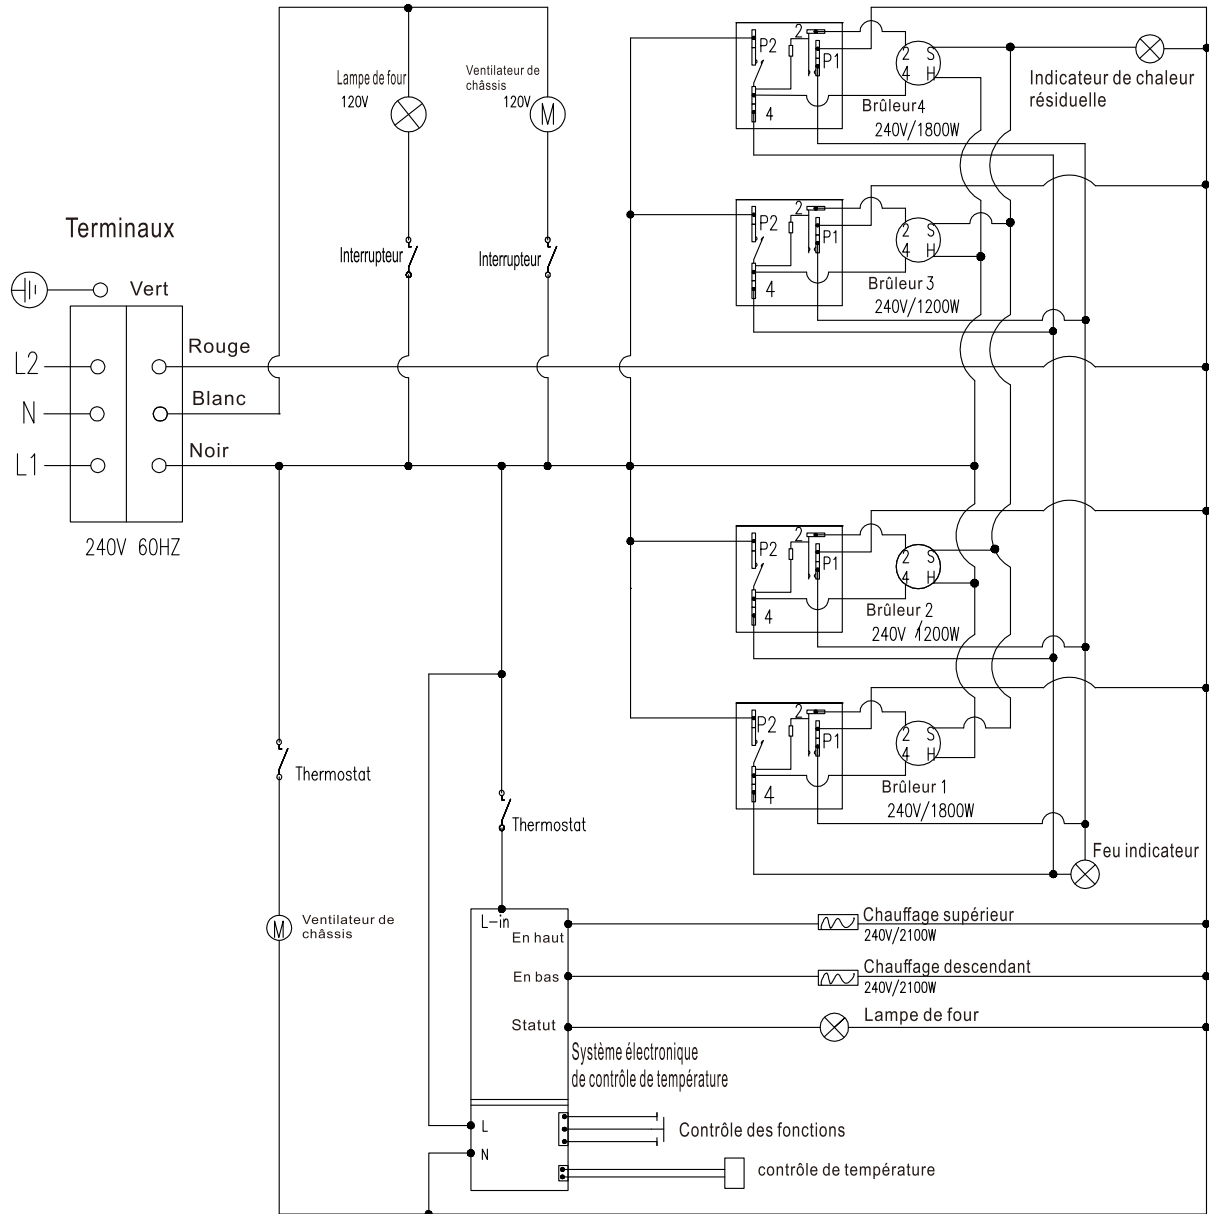 Lampe de four
120V
Ventilateur de
châssis
120V
M
Interrupteur
Interrupteur
Terminaux
Vert
L2
Rouge
N
Blanc
L1
Noir
240V 60HZ
P2
2
P1
4
2 S
4 H
Brûleur4
240V/1800W
Indicateur de chaleur
résiduelle
P2
2
P1
4
2 S
4 H
Brûleur 3
240V/1200W
P2
2
P1
4
2 S
4 H
Brûleur 2
240V /1200W
P2
2
P1
4
2 S
4 H
Brûleur 1
240V/1800W
Feu indicateur
Thermostat
Thermostat
M
Ventilateur de
châssis
L-in
En haut
Chauffage supérieur
240V/2100W
En bas
Chauffage descendant
240V/2100W
Statut
Lampe de four
Système électronique
de contrôle de température
L
N
Contrôle des fonctions
contrôle de température